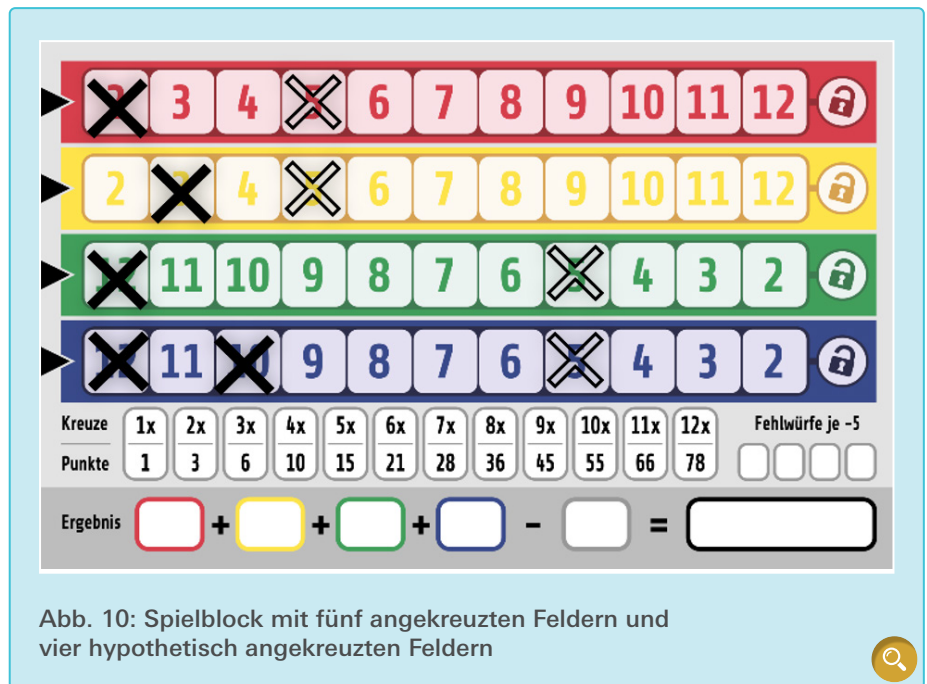 3 4 6 7 8 9 10 11 12
2 4 6 7 8 9 10 11 12
11 10 9 8 7 6 4 3 2
11 9 8 7 6 4 3 2
Kreuze 1x 2x 3x 4x 5x 6x 7x 8x 9x 10x 11x 12x Fehlwürfe je -5
Punkte 1 3 6 10 15 21 28 36 45 55 66 78
Ergebnis + + + - =
Abb. 10: Spielblock mit fünf angekreuzten Feldern und
vier hypothetisch angekreuzten Feldern